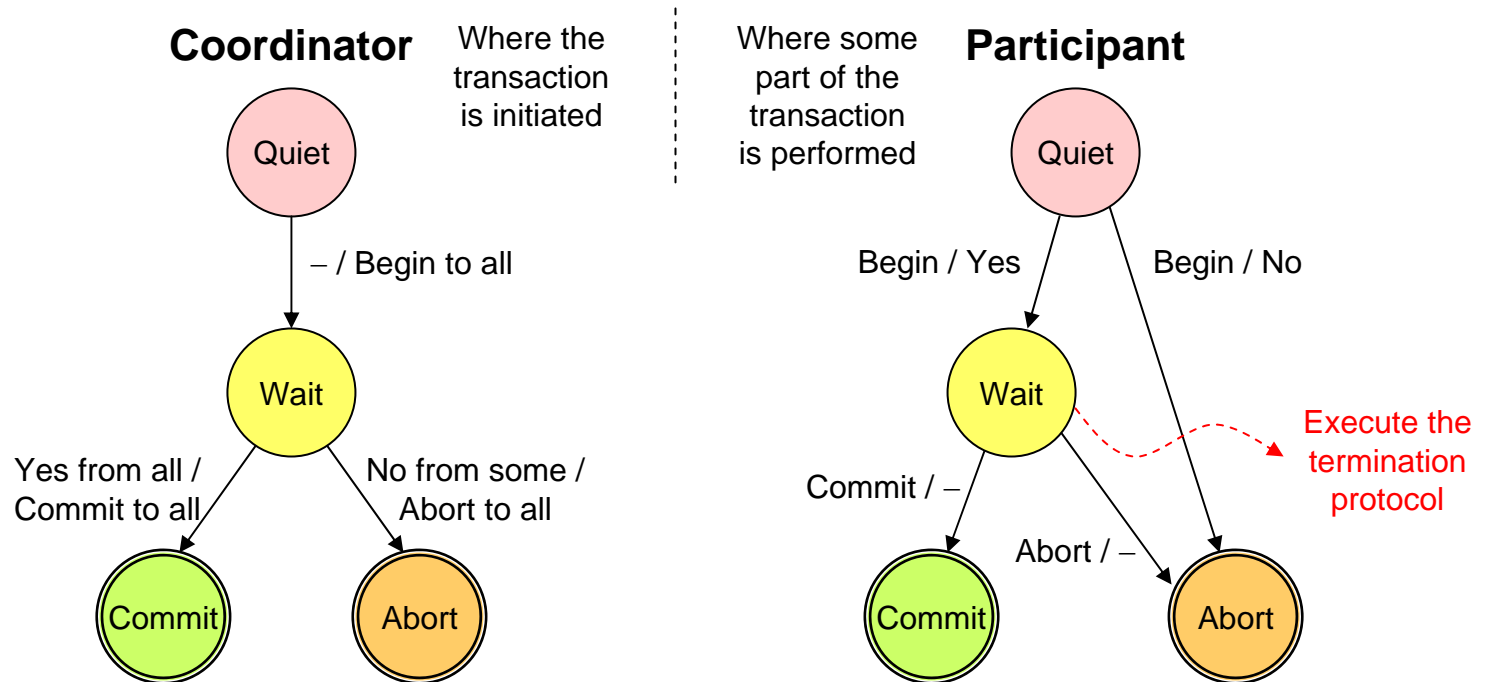 Coordinator
Where the
transaction
is initiated
Quiet
– / Begin to all
Wait
Yes from all /
Commit to all
No from some /
Abort to all
Commit
Abort
Where some
part of the
transaction
is performed
Participant
Quiet
Begin / Yes
Begin / No
Wait
Execute the
termination
protocol
Commit / –
Abort / –
Commit
Abort